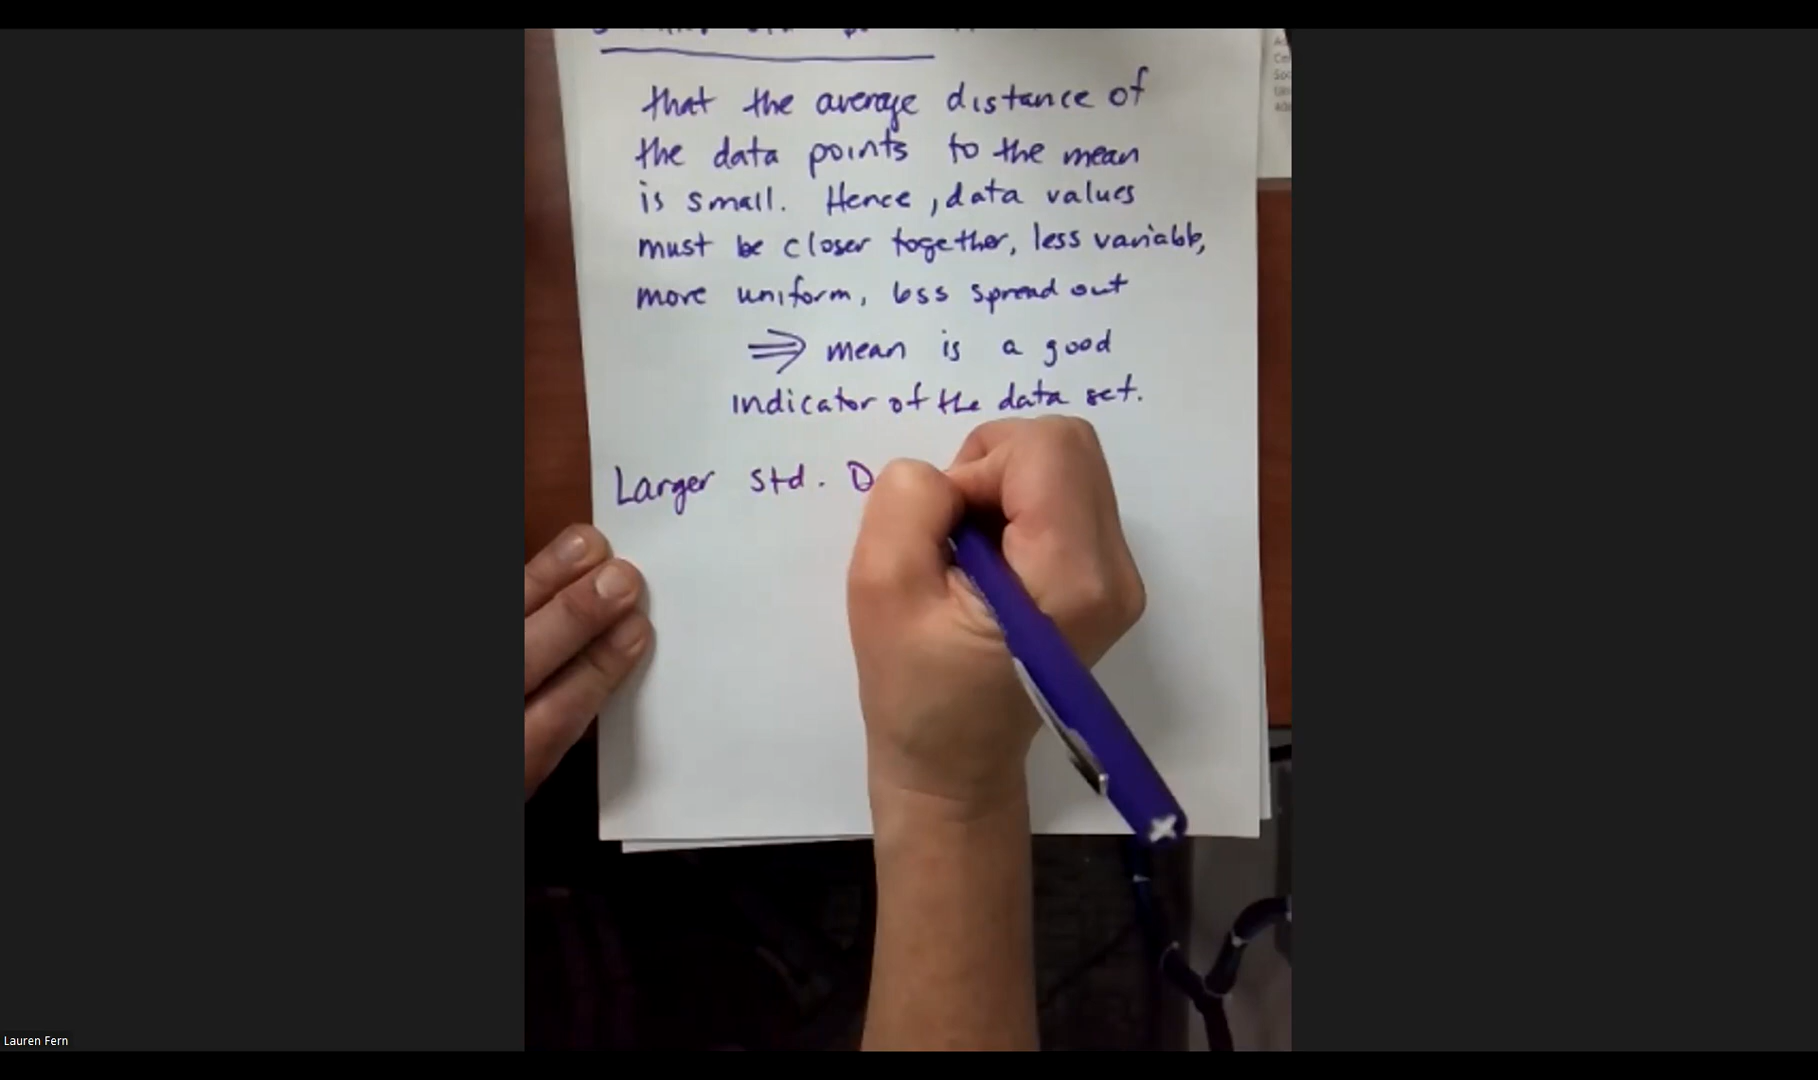 that the average distance of
the data points to the mean
is small. Hence, data values
must be closer together, less variable,
more uniform, less spread out
⇒ mean is a good
indicator of the data set.
Larger Std. D
Lauren Fern